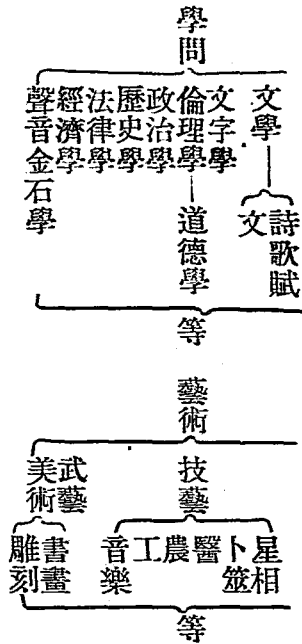 學問
文學
詩歌賦
文
文字學
倫理學
道德學
政治學
歷史學
法律學
經濟學
聲音金石學
等
藝術
技藝
星相
卜筮
醫
農
工
音樂
武藝
美術
書畫
雕刻
等